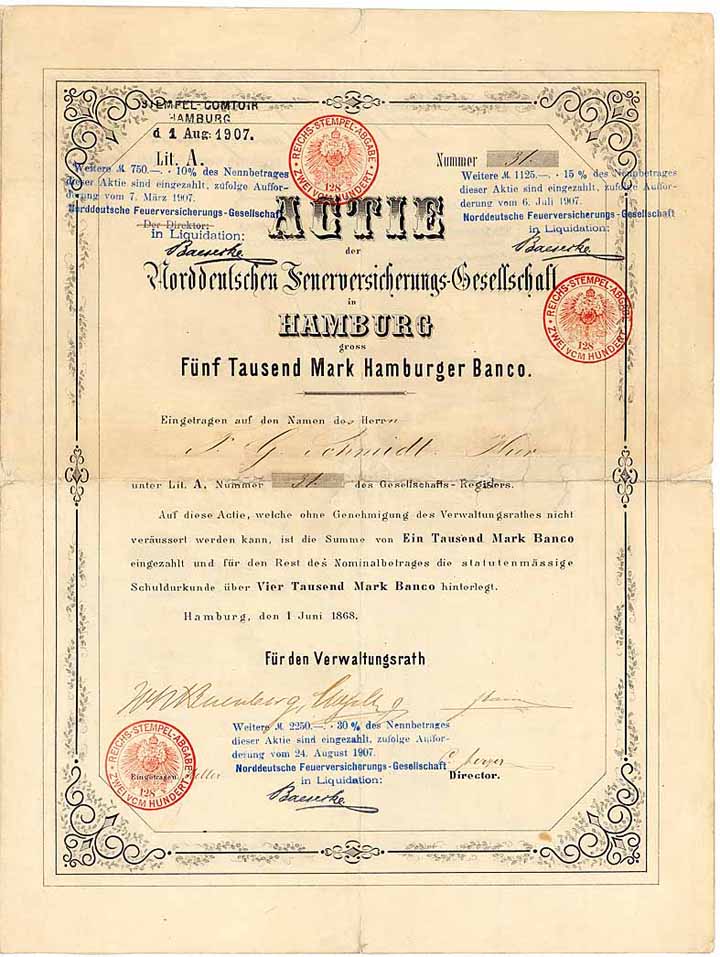 STEMPEL-COMTOIR
HAMBURG
d 1 Aug: 1907.
Lit. A.
Nummer 31.
REICHS-STEMPEL-ABGABE
ZWEI VOM HUNDERT
128
Weitere M. 750.—. · 10% des Nennbetrages
dieser Aktie sind eingezahlt, zufolge Auffor-
derung vom 7. März 1907.
Norddeutsche Feuerversicherungs-Gesellschaft
Der Direktor:
in Liquidation:
Baesecke
Weitere M. 1125.—. · 15% des Nennbetrages
dieser Aktie sind eingezahlt, zufolge Auffor-
derung vom 6. Juli 1907.
Norddeutsche Feuerversicherungs-Gesellschaft
in Liquidation:
Baesecke
ACTIE
der
Norddeutschen Feuerversicherungs-Gesellschaft
in
HAMBURG
gross
Fünf Tausend Mark Hamburger Banco.
REICHS-STEMPEL-ABGABE
ZWEI VOM HUNDERT
128
Eingetragen auf den Namen des Herrn
G. Schmidt
unter Lit. A, Nummer 31. des Gesellschafts-Registers.
Auf diese Actie, welche ohne Genehmigung des Verwaltungsrathes nicht
veräussert werden kann, ist die Summe von Ein Tausend Mark Banco
eingezahlt und für den Rest des Nominalbetrages die statutenmässige
Schuldurkunde über Vier Tausend Mark Banco hinterlegt.
Hamburg, den 1 Juni 1868.
Für den Verwaltungsrath
Weitere M. 2250.—. · 30% des Nennbetrages
dieser Aktie sind eingezahlt, zufolge Auffor-
derung vom 24. August 1907.
Norddeutsche Feuerversicherungs-Gesellschaft
in Liquidation:
Baesecke
Director.
REICHS-STEMPEL-ABGABE
Eingetragen
128
ZWEI VOM HUNDERT